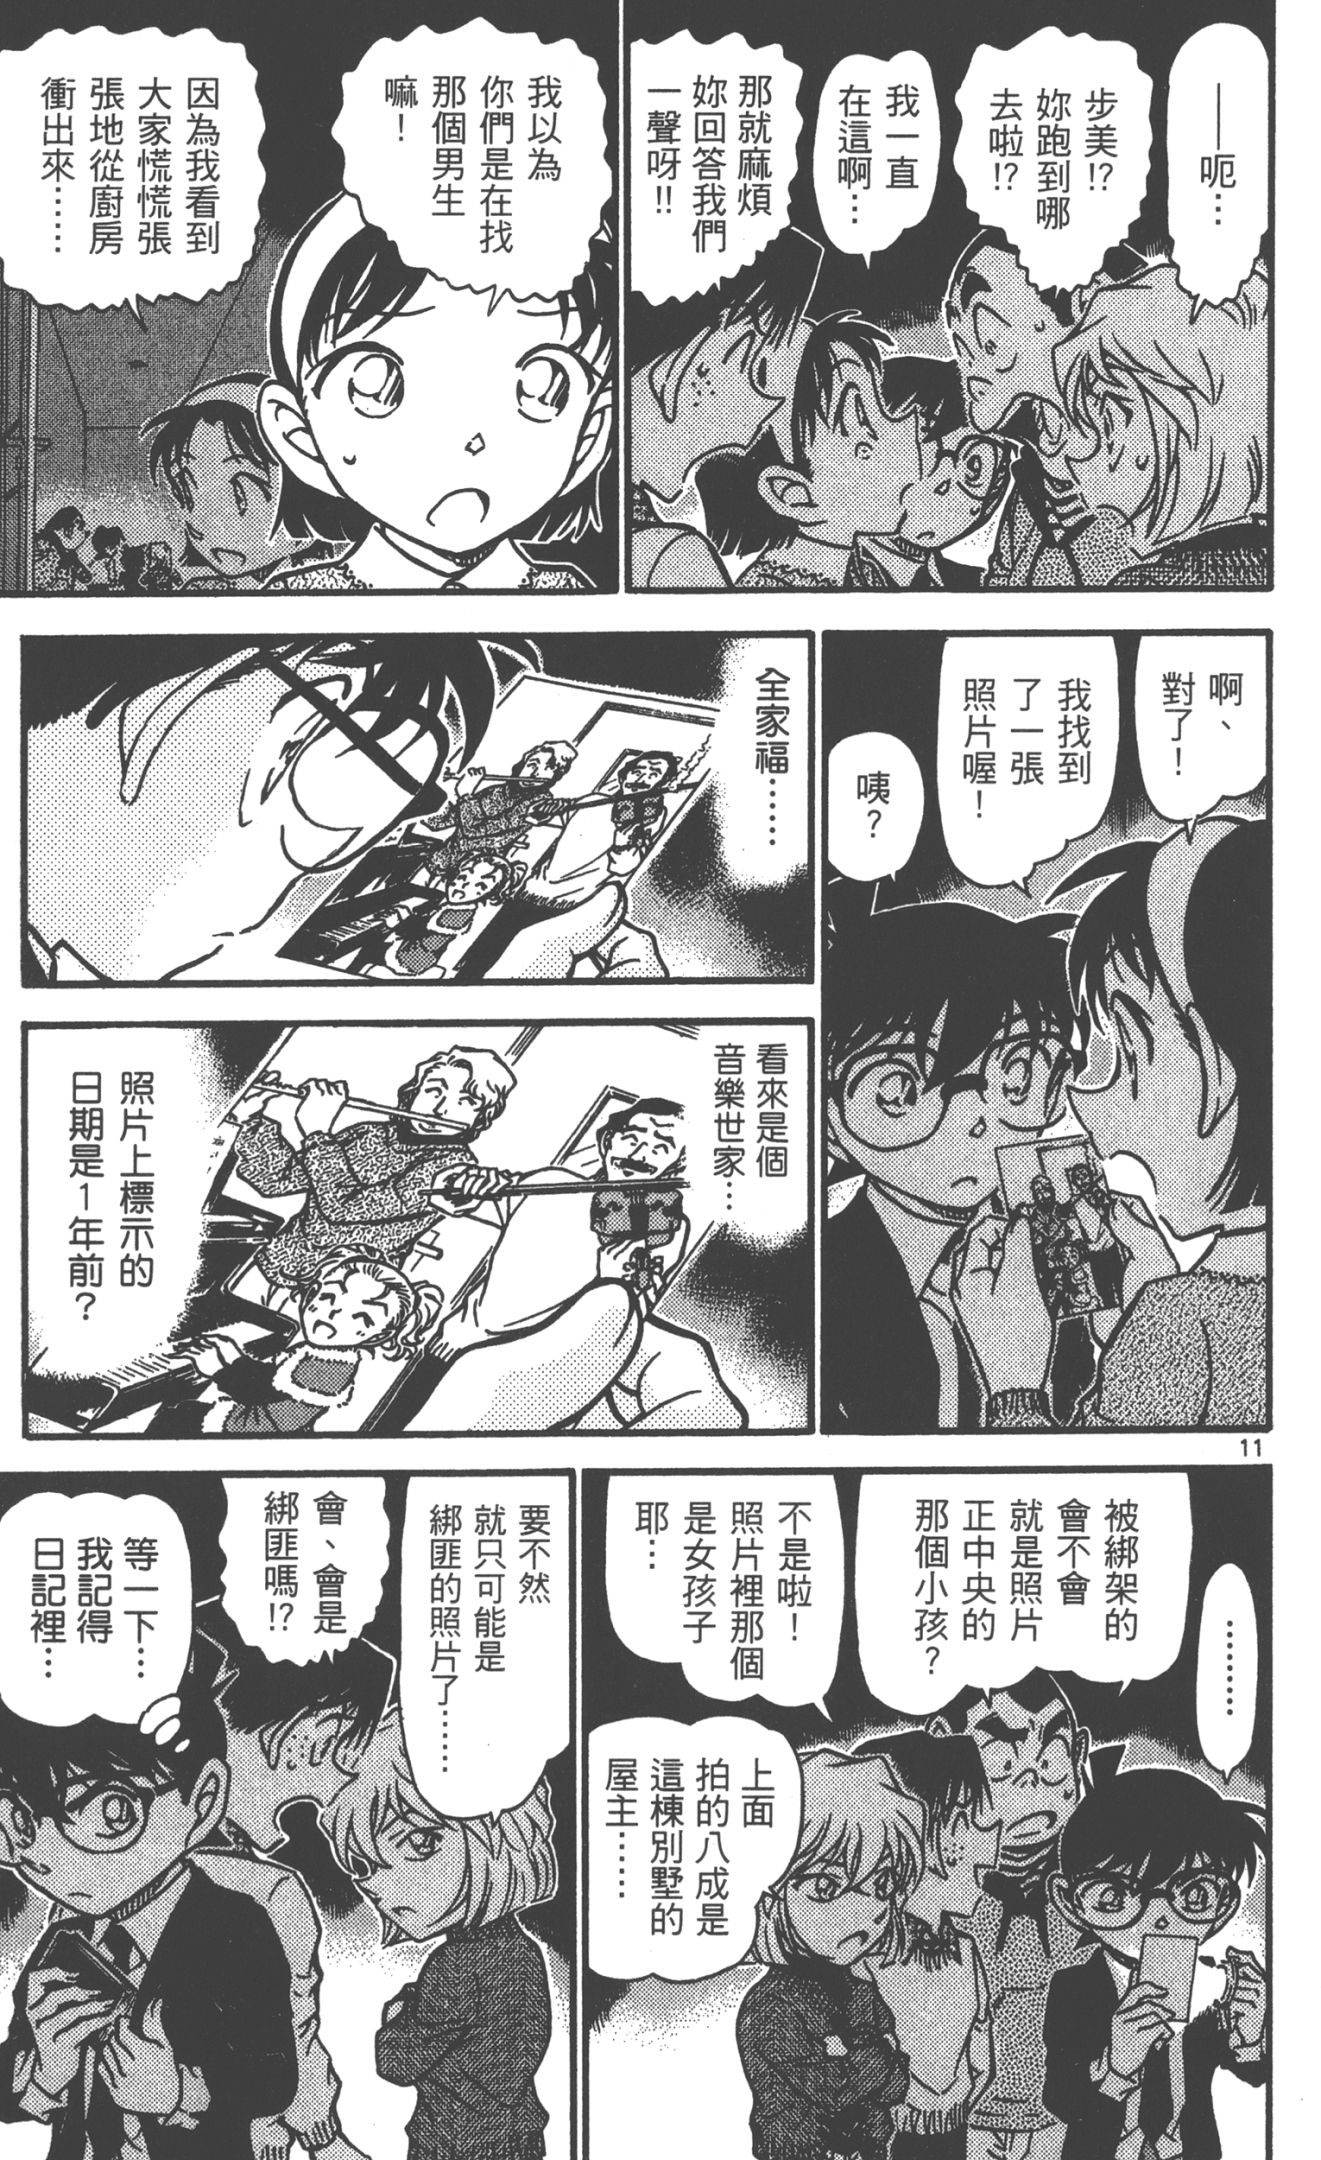 ——呃…
步美!?
妳跑到哪
去啦!?
我一直
在這啊…
那就麻煩
妳回答我們
一聲呀!!
我以為
你們是在找
那個男生
嘛！
因為我看到
大家慌慌張
張地從廚房
衝出來……
啊、
對了！
我找到
了一張
照片喔！
咦？
全家福……
看來是個
音樂世家…
照片上標示的
日期是1年前？
11
………
被綁架的
會不會
就是照片
正中央的
那個小孩？
不是啦！
照片裡那個
是女孩子
耶…
上面
拍的八成是
這棟別墅的
屋主……
要不然
就只可能是
綁匪的照片了……
會、會是
綁匪嗎!?
等一下…
我記得
日記裡…